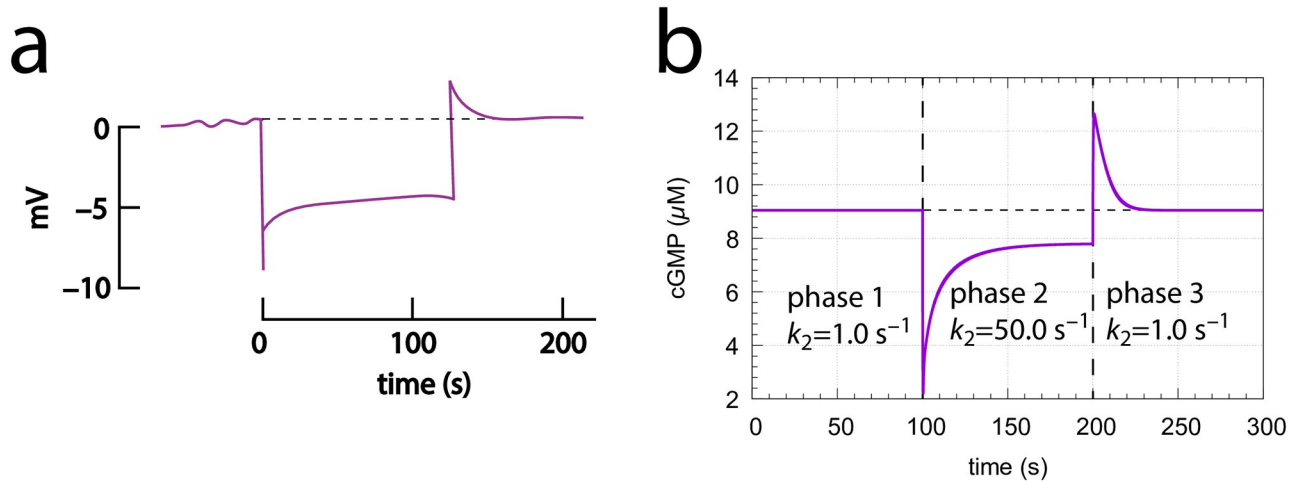 a
0
−5
−10
mV
0
100
200
time (s)
b
14
12
10
8
6
4
2
cGMP (µM)
phase 1
k₂=1.0 s⁻¹
phase 2
k₂=50.0 s⁻¹
phase 3
k₂=1.0 s⁻¹
0
50
100
150
200
250
300
time (s)